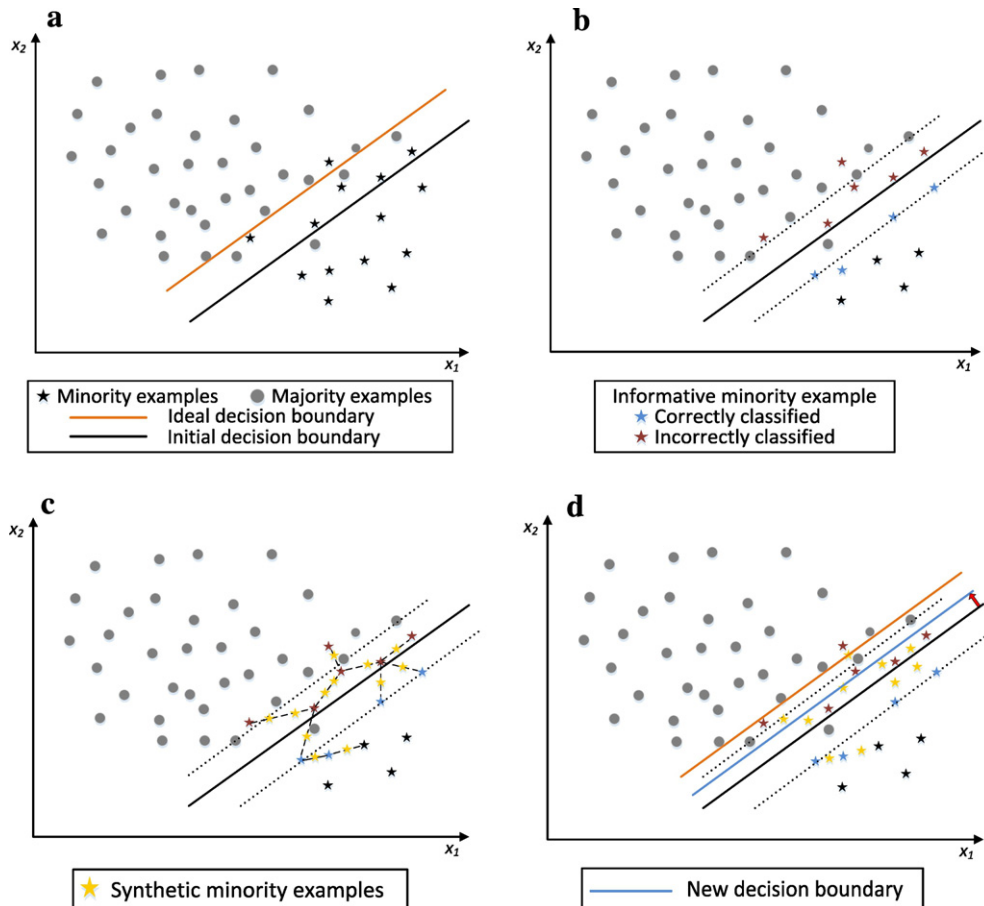 a
x2
x1
Minority examples Majority examples
Ideal decision boundary
Initial decision boundary
b
x2
x1
Informative minority example
Correctly classified
Incorrectly classified
c
x2
x1
Synthetic minority examples
d
x2
x1
New decision boundary